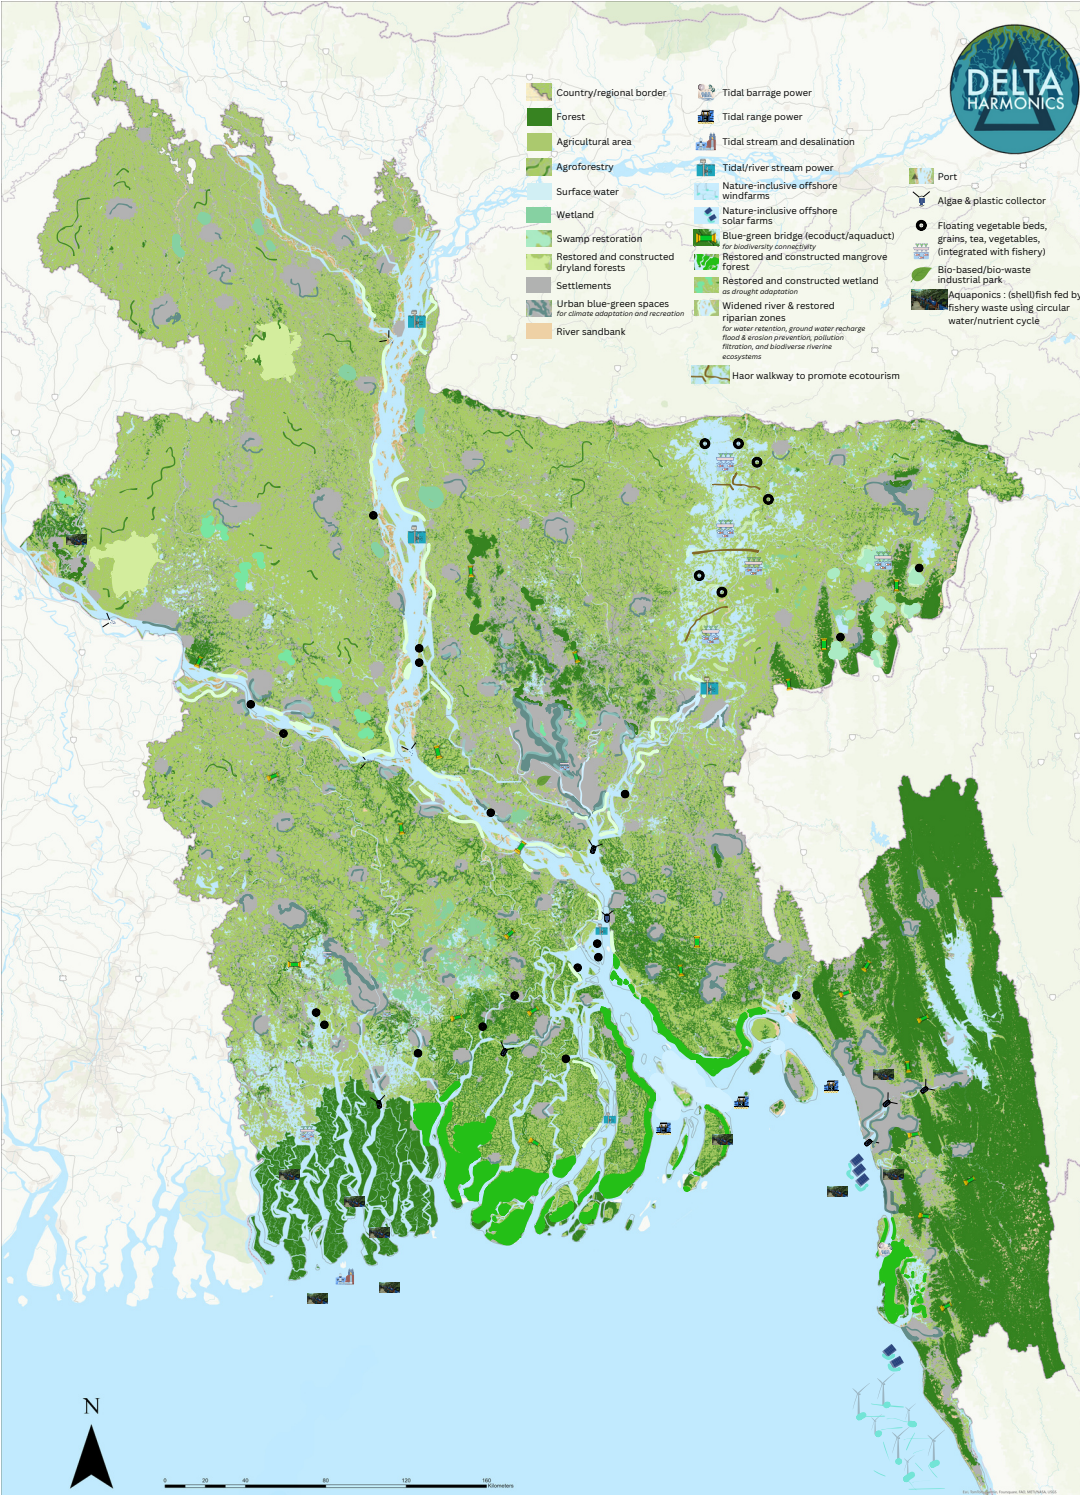 DELTA
HARMONICS
Country/regional border
Forest
Agricultural area
Agroforestry
Surface water
Wetland
Swamp restoration
Restored and constructed
dryland forests
Settlements
Urban blue-green spaces
for climate adaptation and recreation
River sandbank
Tidal barrage power
Tidal range power
Tidal stream and desalination
Tidal/river stream power
Nature-inclusive offshore
windfarms
Nature-inclusive offshore
solar farms
Blue-green bridge (ecoduct/aquaduct)
for biodiversity connectivity
Restored and constructed mangrove
forest
Restored and constructed wetland
as drought adaptation
Widened river & restored
riparian zones
for water retention, ground water recharge
flood & erosion prevention, pollution
filtration, and biodiverse riverine
ecosystems
Haor walkway to promote ecotourism
Port
Algae & plastic collector
Floating vegetable beds,
grains, tea, vegetables,
(integrated with fishery)
Bio-based/bio-waste
industrial park
Aquaponics : (shell)fish fed by
fishery waste using circular
water/nutrient cycle
N
0 20 40 80 120 160
Kilometers